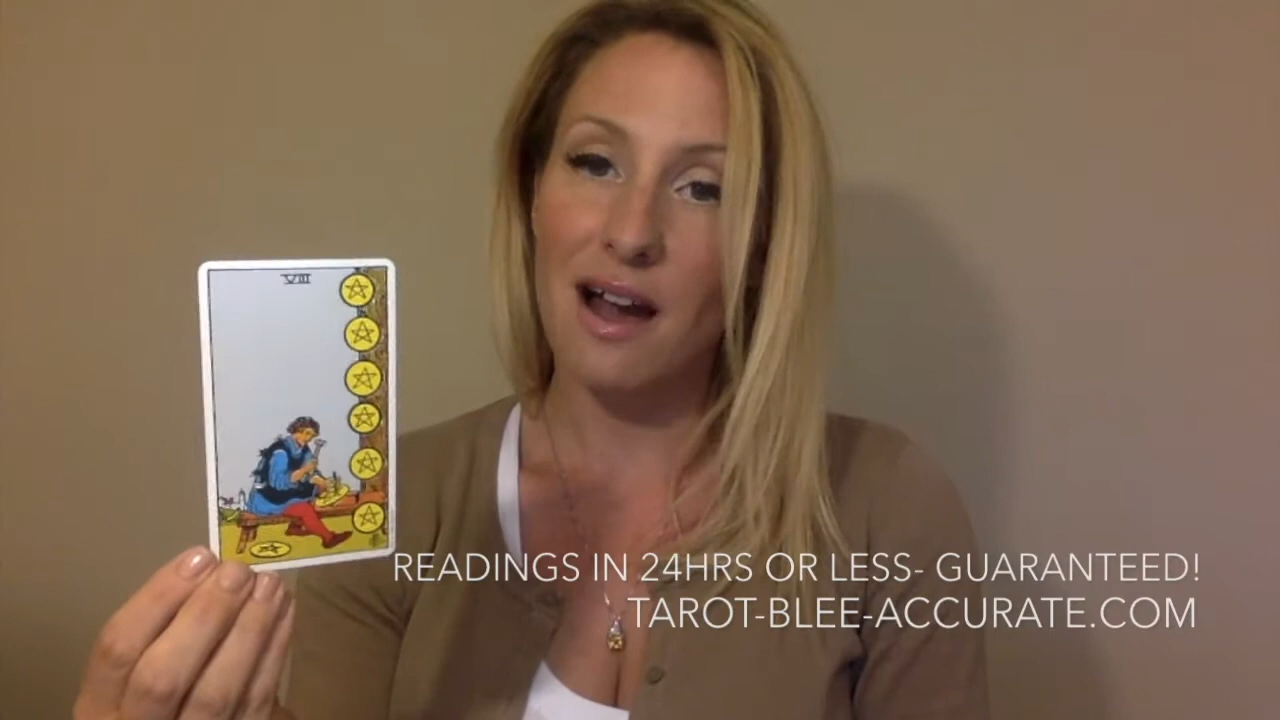 VIII
READINGS IN 24HRS OR LESS- GUARANTEED!
TAROT-BLEE-ACCURATE.COM